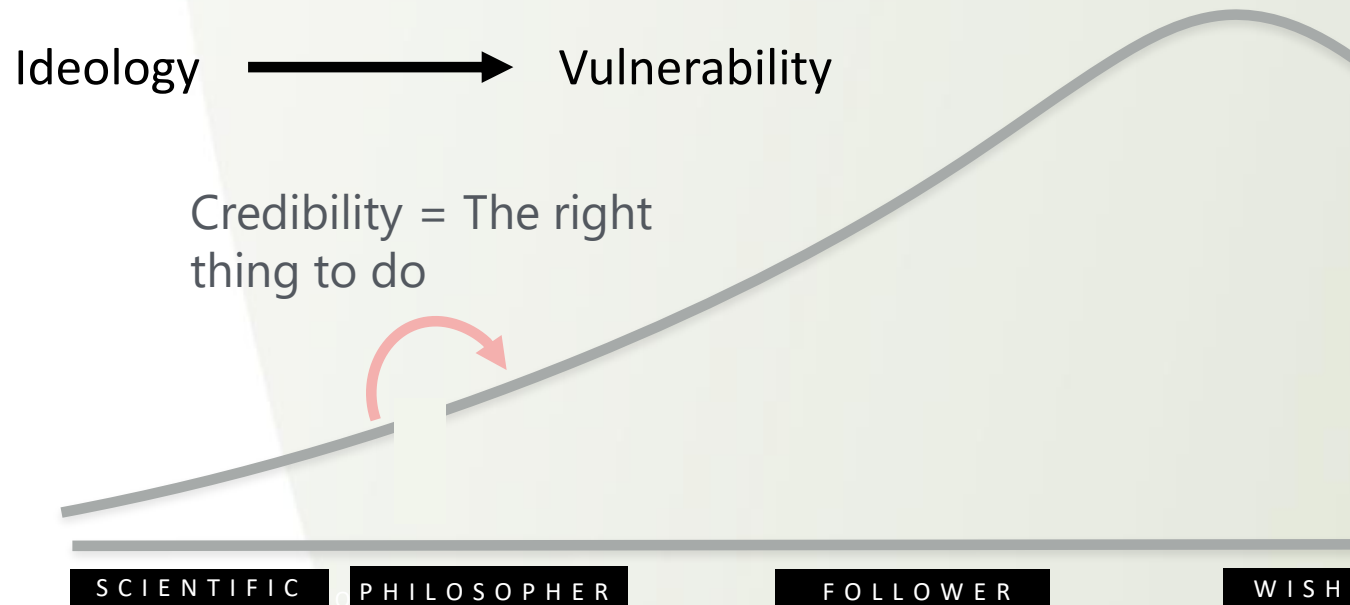 Ideology Vulnerability
Credibility = The right
thing to do
SCIENTIFIC PHILOSOPHER FOLLOWER WISH